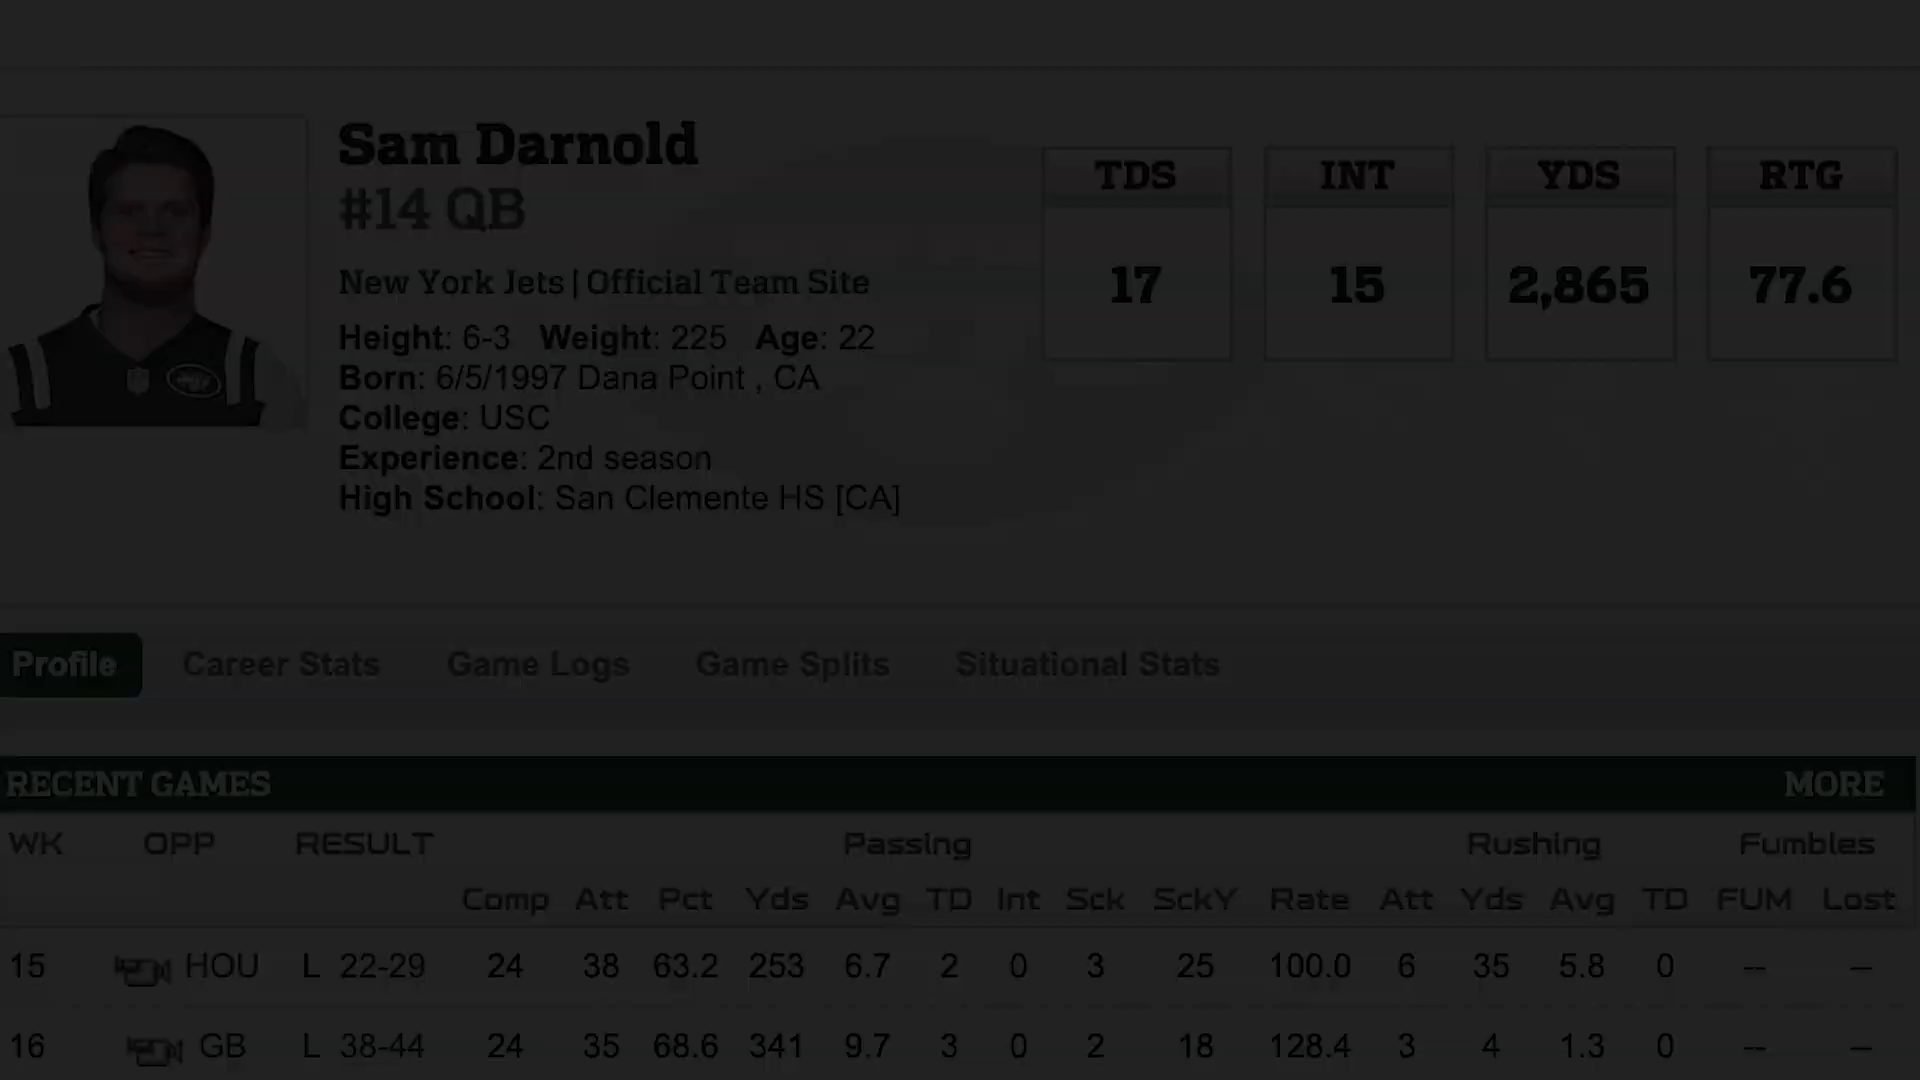 Sam Darnold
#14 QB
New York Jets | Official Team Site
Height: 6-3 Weight: 225 Age: 22
Born: 6/5/1997 Dana Point , CA
College: USC
Experience: 2nd season
High School: San Clemente HS [CA]
TDS INT YDS RTG
17 15 2,865 77.6
Profile Career Stats Game Logs Game Splits Situational Stats
RECENT GAMES MORE
WK OPP RESULT Passing Rushing Fumbles
Comp Att Pct Yds Avg TD Int Sck SckY Rate Att Yds Avg TD FUM Lost
15 HOU L 22-29 24 38 63.2 253 6.7 2 0 3 25 100.0 6 35 5.8 0 -- --
16 GB L 38-44 24 35 68.6 341 9.7 3 0 2 18 128.4 3 4 1.3 0 -- --